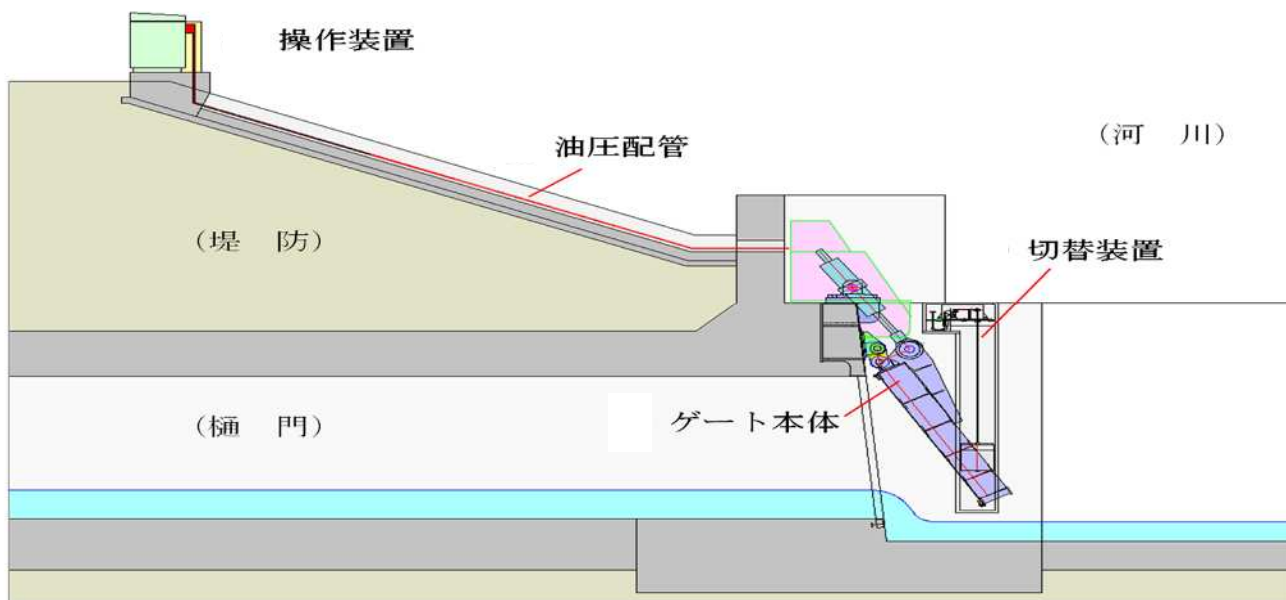 操作装置
油圧配管
（河　川）
（堤　防）
切替装置
ゲート本体
（樋　門）